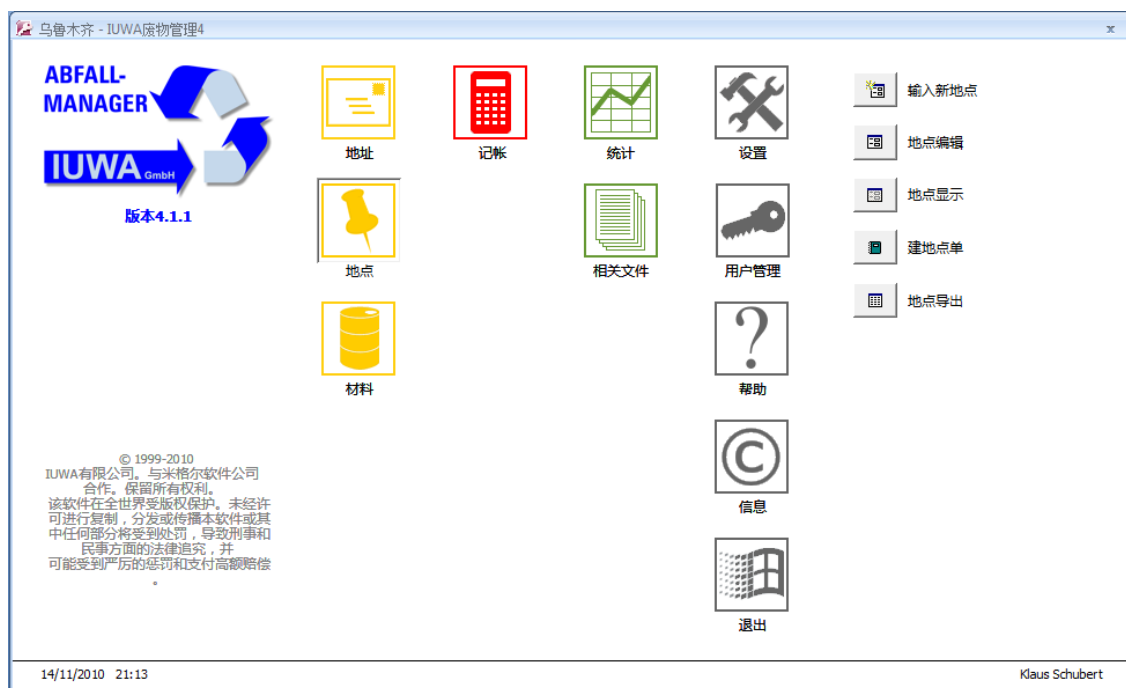 乌鲁木齐 - IUWA废物管理4
x
ABFALL-
MANAGER
IUWA GmbH
版本4.1.1
地址
记帐
统计
设置
地点
相关文件
用户管理
材料
帮助
信息
退出
输入新地点
地点编辑
地点显示
建地点单
地点导出
© 1999-2010
IUWA有限公司。与米格尔软件公司
合作。保留所有权利。
该软件在全世界受版权保护。未经许
可进行复制，分发或传播本软件或其
中任何部分将受到处罚，导致刑事和
民事方面的法律追究，并
可能受到严厉的惩罚和支付高额赔偿
。
14/11/2010 21:13
Klaus Schubert